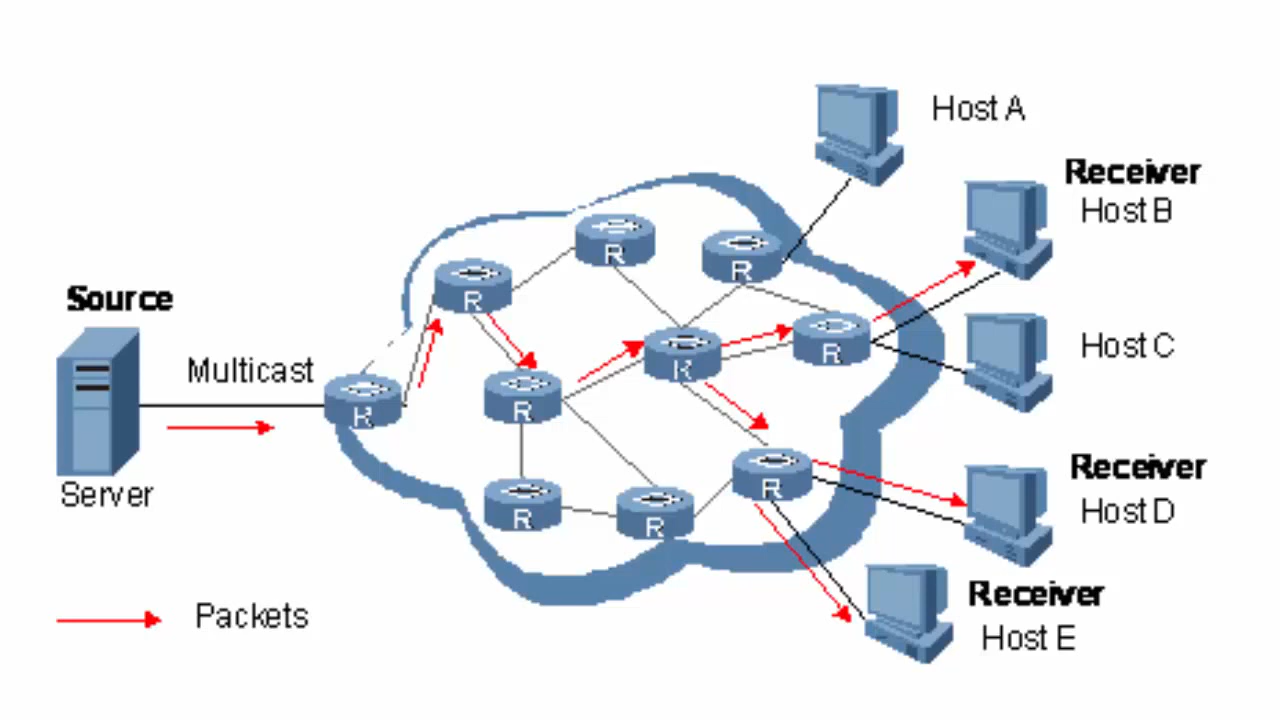 Host A
Receiver
Host B
Source
Host C
Multicast
Server
Receiver
Host D
Receiver
Host E
Packets
R
R
R
R
R
R
R
R
R
R